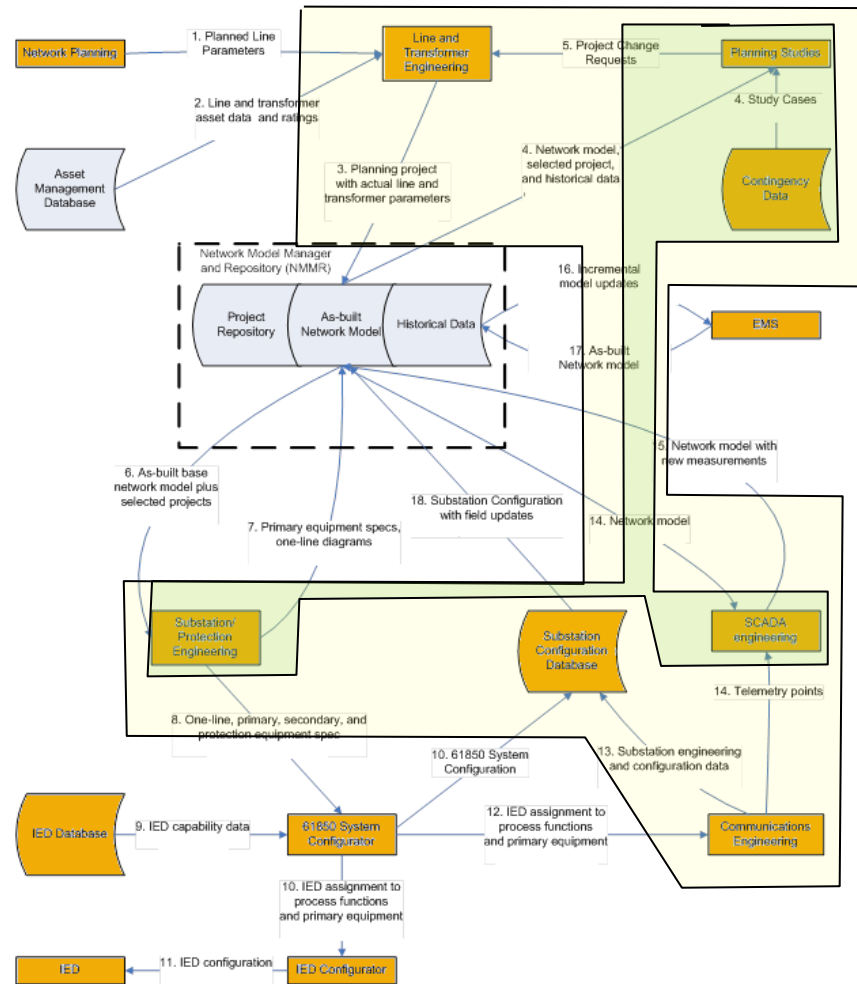 Network Planning
1. Planned Line
Parameters
Line and
Transformer
Engineering
5. Project Change
Requests
Planning Studies
2. Line and transformer
asset data and ratings
4. Study Cases
Asset
Management
Database
3. Planning project
with actual line and
transformer parameters
4. Network model,
selected project,
and historical data
Contingency
Data
Network Model Manager
and Repository (NMMR)
Project
Repository
As-built
Network Model
Historical Data
16. Incremental
model updates
EMS
17. As-built
Network model
6. As-built base
network model plus
selected projects
7. Primary equipment specs,
one-line diagrams
18. Substation Configuration
with field updates
14. Network model
15. Network model with
new measurements
Substation/
Protection
Engineering
Substation
Configuration
Database
SCADA
engineering
14. Telemetry points
8. One-line, primary, secondary, and
protection equipment spec
10. 61850 System
Configuration
13. Substation engineering
and configuration data
IED Database
9. IED capability data
61850 System
Configurator
12. IED assignment to
process functions
and primary equipment
Communications
Engineering
10. IED assignment to
process functions
and primary equipment
IED
11. IED configuration
IED Configurator